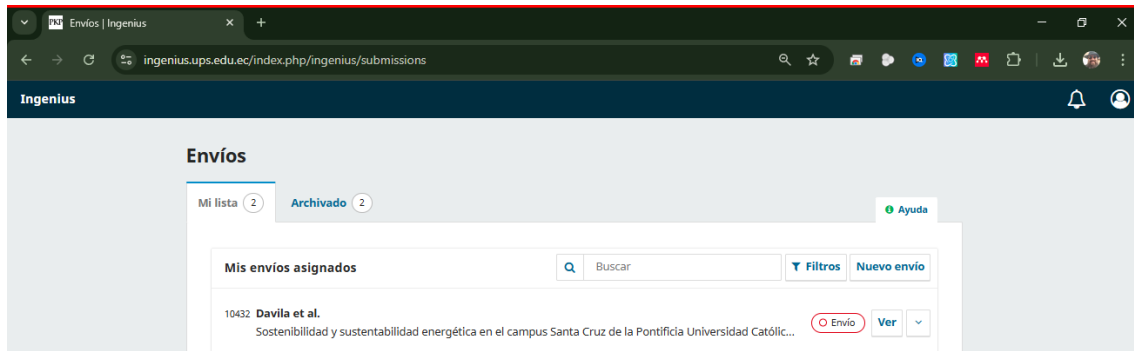 PKP Envíos | Ingenius
ingenius.ups.edu.ec/index.php/ingenius/submissions
Ingenius
Envíos
Mi lista 2 Archivado 2
Ayuda
Mis envíos asignados Buscar Filtros Nuevo envío
10432 Davila et al.
Sostenibilidad y sustentabilidad energética en el campus Santa Cruz de la Pontificia Universidad Católic... Envío Ver